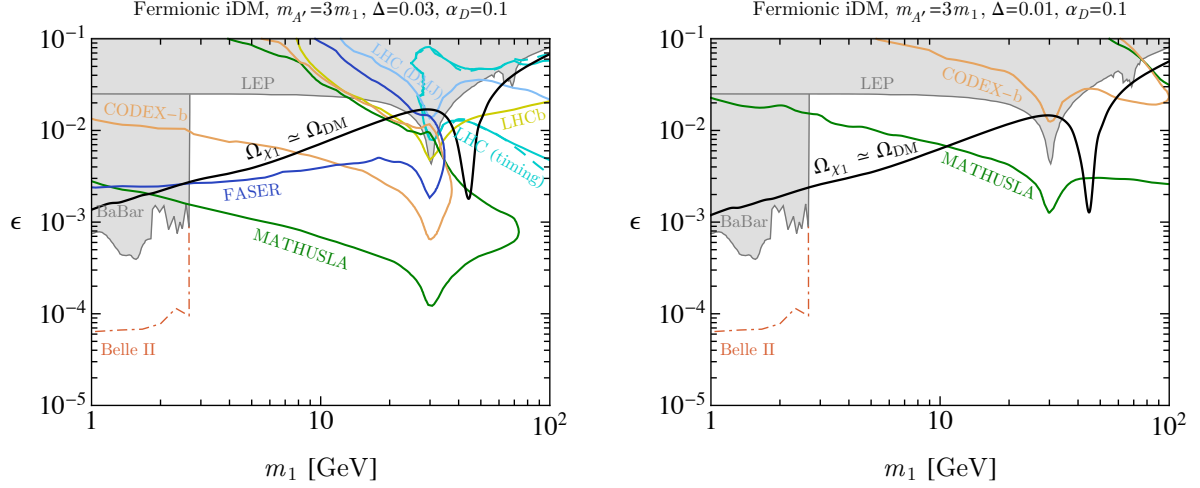 Fermionic iDM, m_{A'}=3m_1, Δ=0.03, α_D=0.1
10^{-1}
10^{-2}
10^{-3}
10^{-4}
10^{-5}
ϵ
LHC (DMJ)
LEP
CODEX-b
Ω_{χ1} ≃ Ω_{DM}
LHCb
LHC (timing)
FASER
BaBar
MATHUSLA
Belle II
1
10
10^2
m_1 [GeV]
Fermionic iDM, m_{A'}=3m_1, Δ=0.01, α_D=0.1
10^{-1}
10^{-2}
10^{-3}
10^{-4}
10^{-5}
ϵ
LEP
CODEX-b
Ω_{χ1} ≃ Ω_{DM}
MATHUSLA
BaBar
Belle II
1
10
10^2
m_1 [GeV]